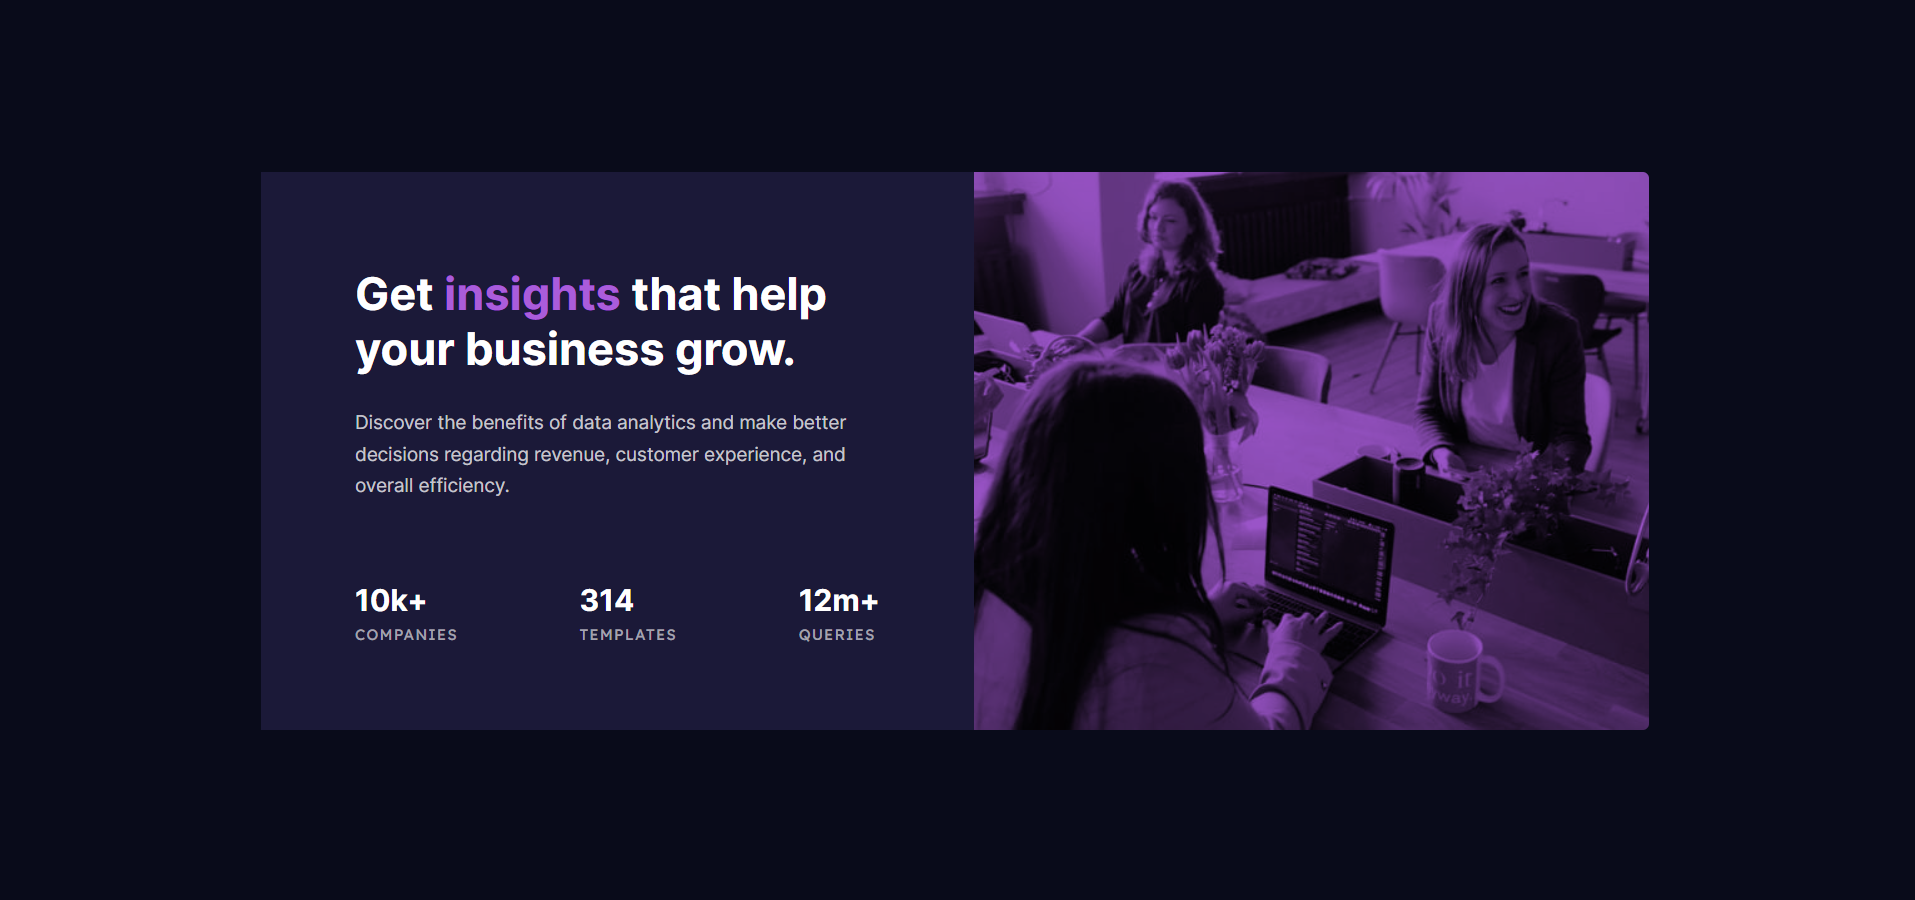 Get insights that help
your business grow.
Discover the benefits of data analytics and make better
decisions regarding revenue, customer experience, and
overall efficiency.
10k+ 314 12m+
COMPANIES TEMPLATES QUERIES